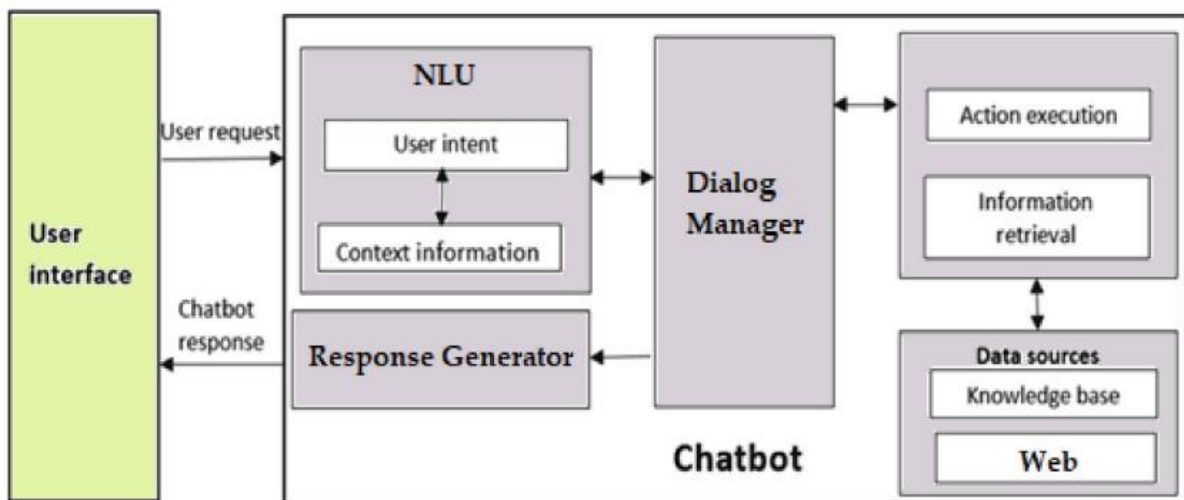 User
interface
User request
Chatbot
response
NLU
User intent
Context information
Response Generator
Dialog
Manager
Action execution
Information
retrieval
Data sources
Knowledge base
Web
Chatbot